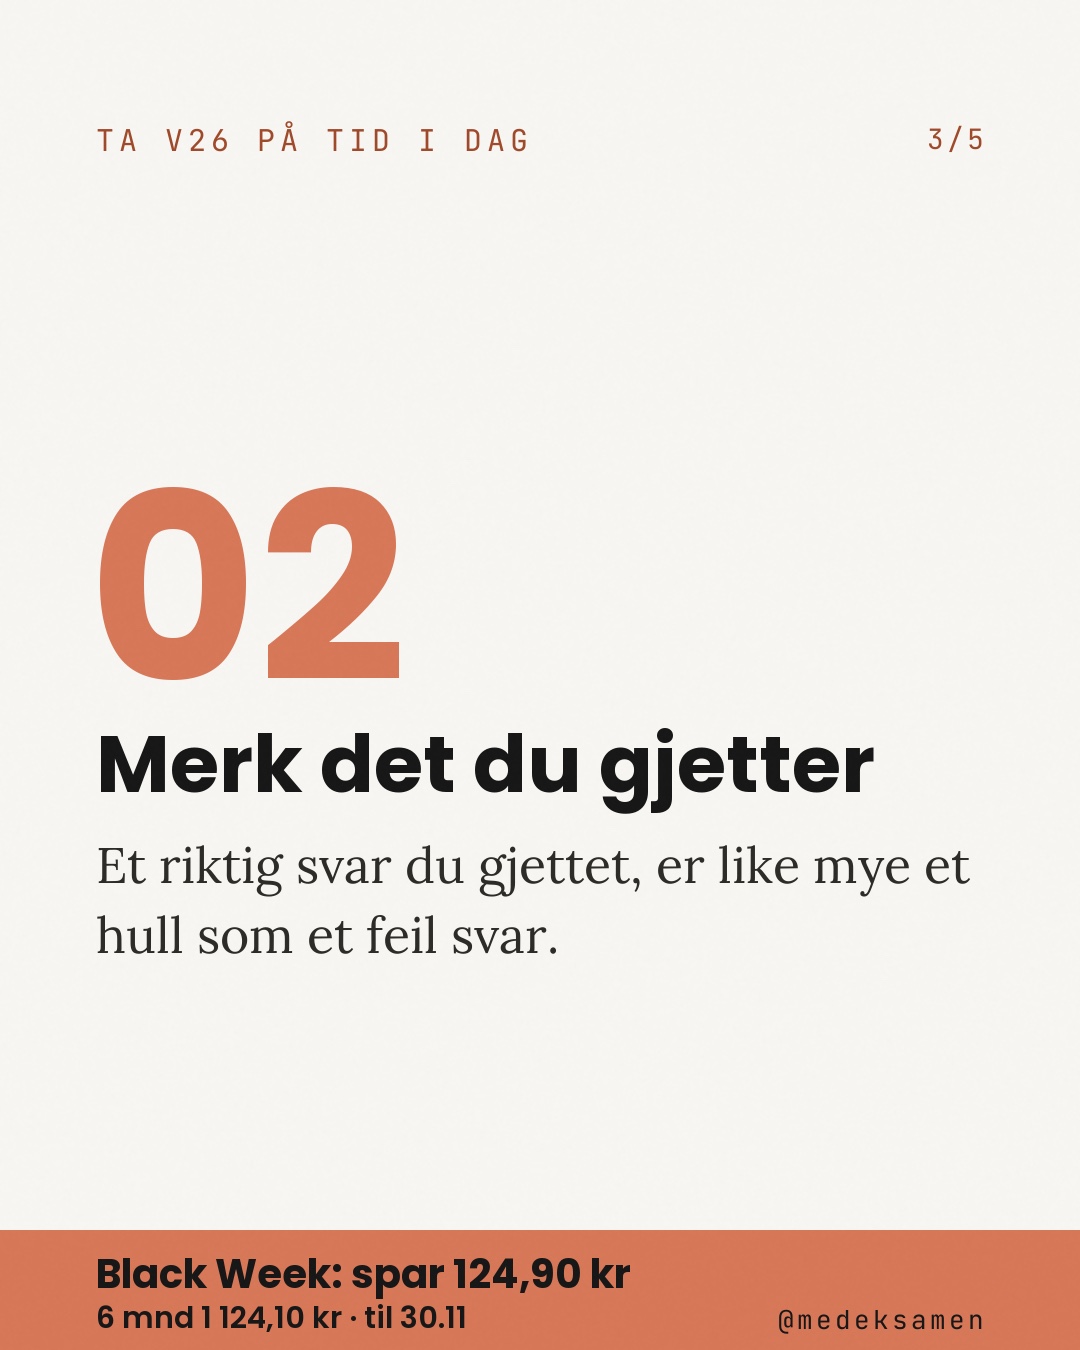 TA V26 PÅ TID I DAG
3/5
02
Merk det du gjetter
Et riktig svar du gjettet, er like mye et
hull som et feil svar.
Black Week: spar 124,90 kr
6 mnd 1 124,10 kr · til 30.11
@medeksamen